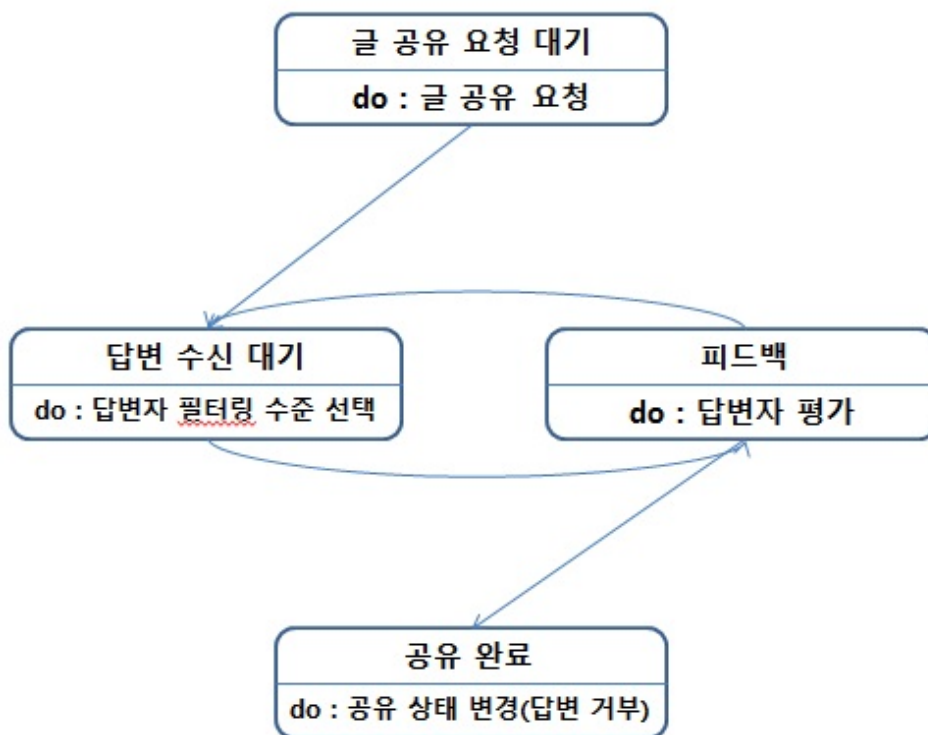 글 공유 요청 대기
do : 글 공유 요청
답변 수신 대기
do : 답변자 필터링 수준 선택
피드백
do : 답변자 평가
공유 완료
do : 공유 상태 변경(답변 거부)